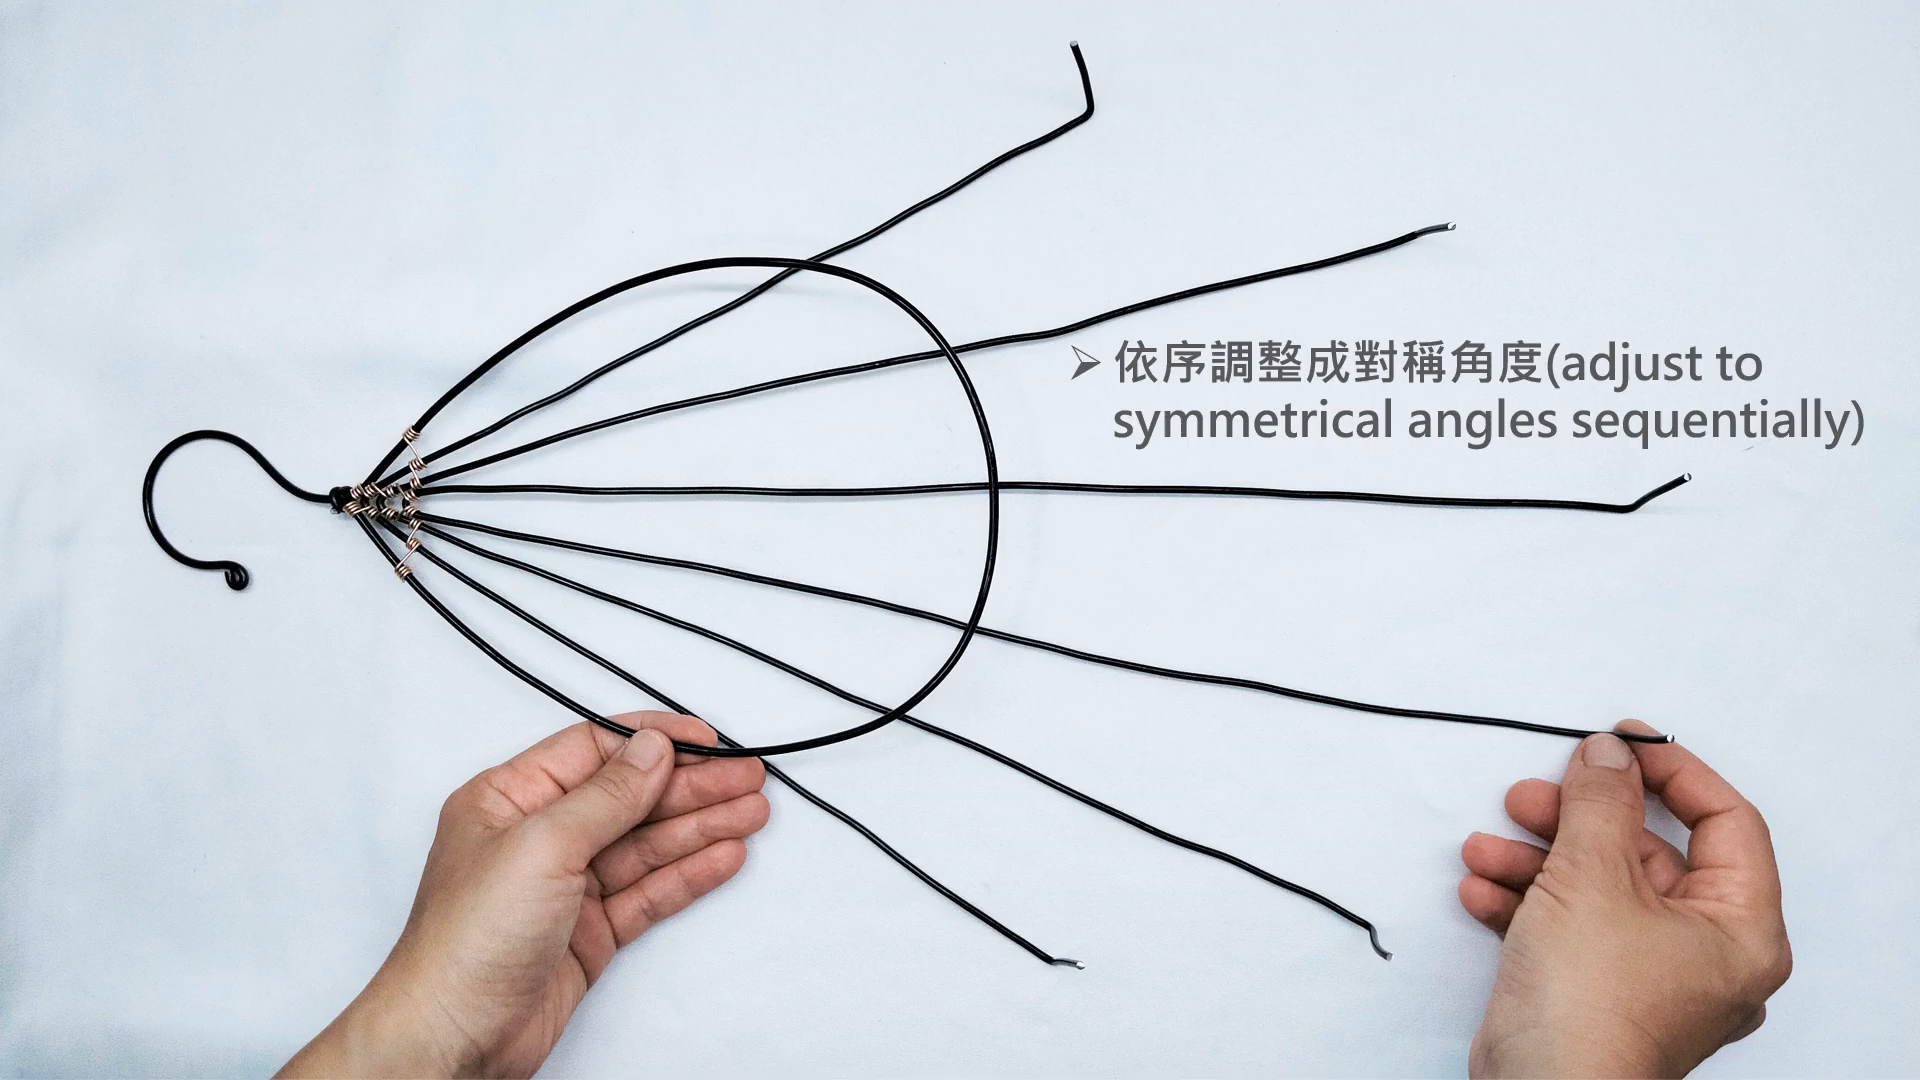 ➢ 依序調整成對稱角度(adjust to
symmetrical angles sequentially)